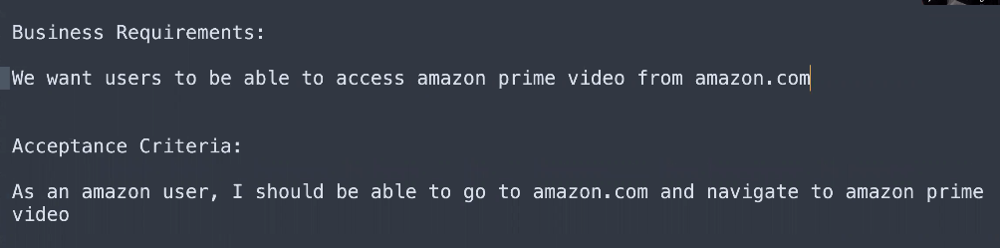 Business Requirements:
We want users to be able to access amazon prime video from amazon.com
Acceptance Criteria:
As an amazon user, I should be able to go to amazon.com and navigate to amazon prime
video